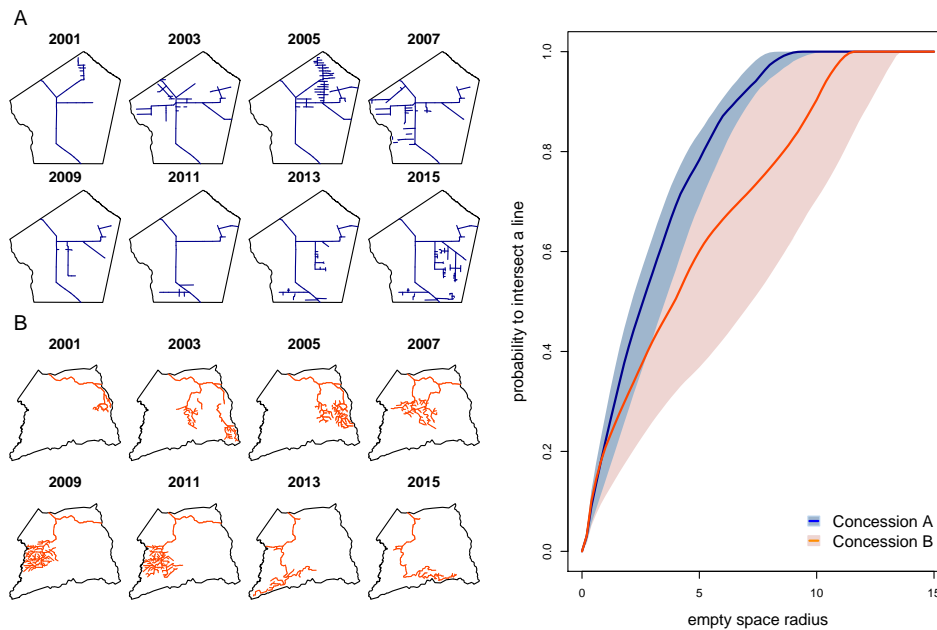 A
2001 2003 2005 2007
2009 2011 2013 2015
B
2001 2003 2005 2007
2009 2011 2013 2015
probability to intersect a line
1.0
0.8
0.6
0.4
0.2
0.0
Concession A
Concession B
0 5 10 15
empty space radius